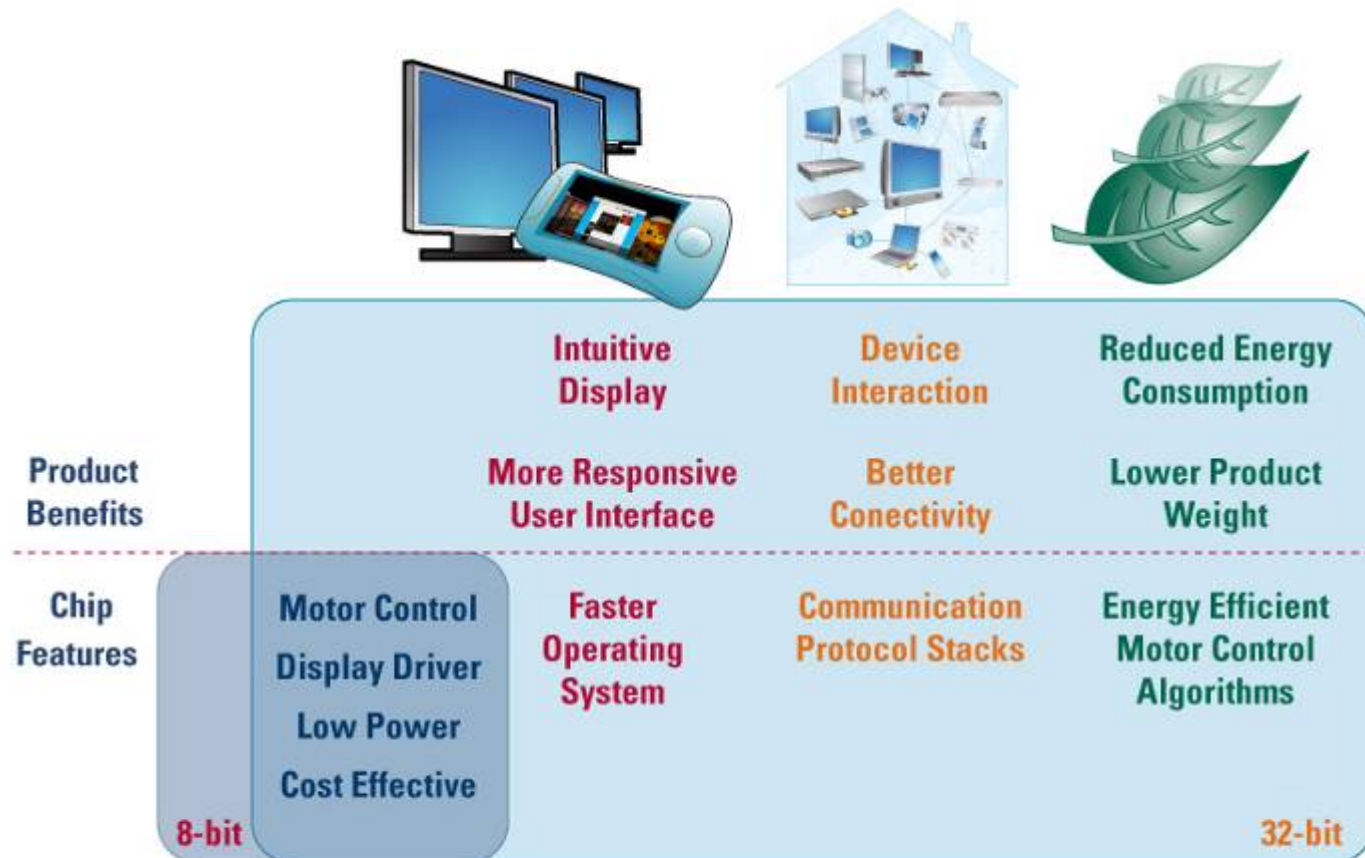 Intuitive
Display
Device
Interaction
Reduced Energy
Consumption
Product
Benefits
More Responsive
User Interface
Better
Conectivity
Lower Product
Weight
Chip
Features
Motor Control
Display Driver
Low Power
Cost Effective
Faster
Operating
System
Communication
Protocol Stacks
Energy Efficient
Motor Control
Algorithms
8-bit
32-bit